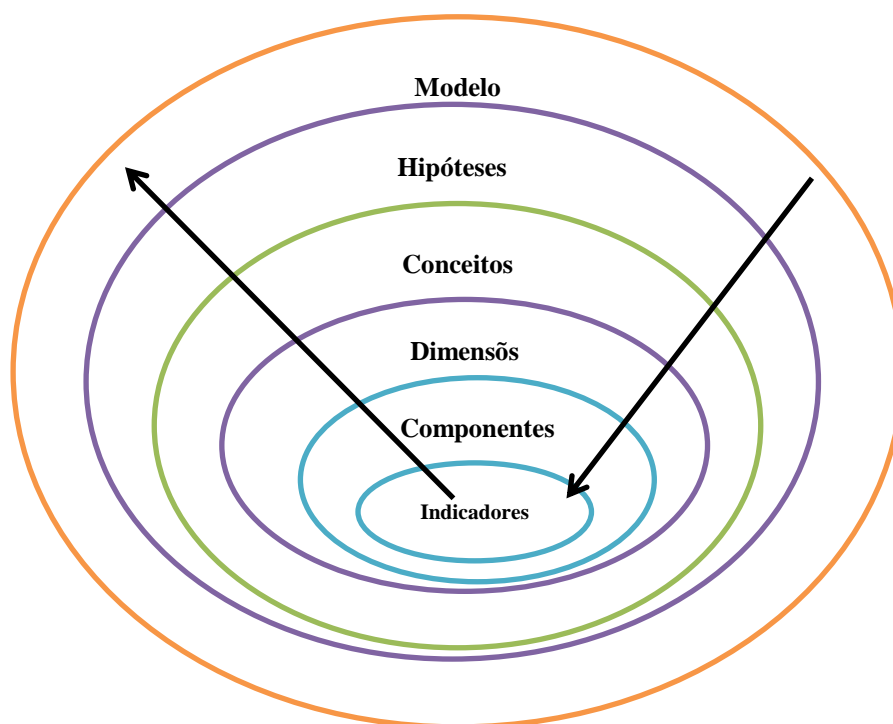 Modelo
Hipóteses
Conceitos
Dimensõs
Componentes
Indicadores